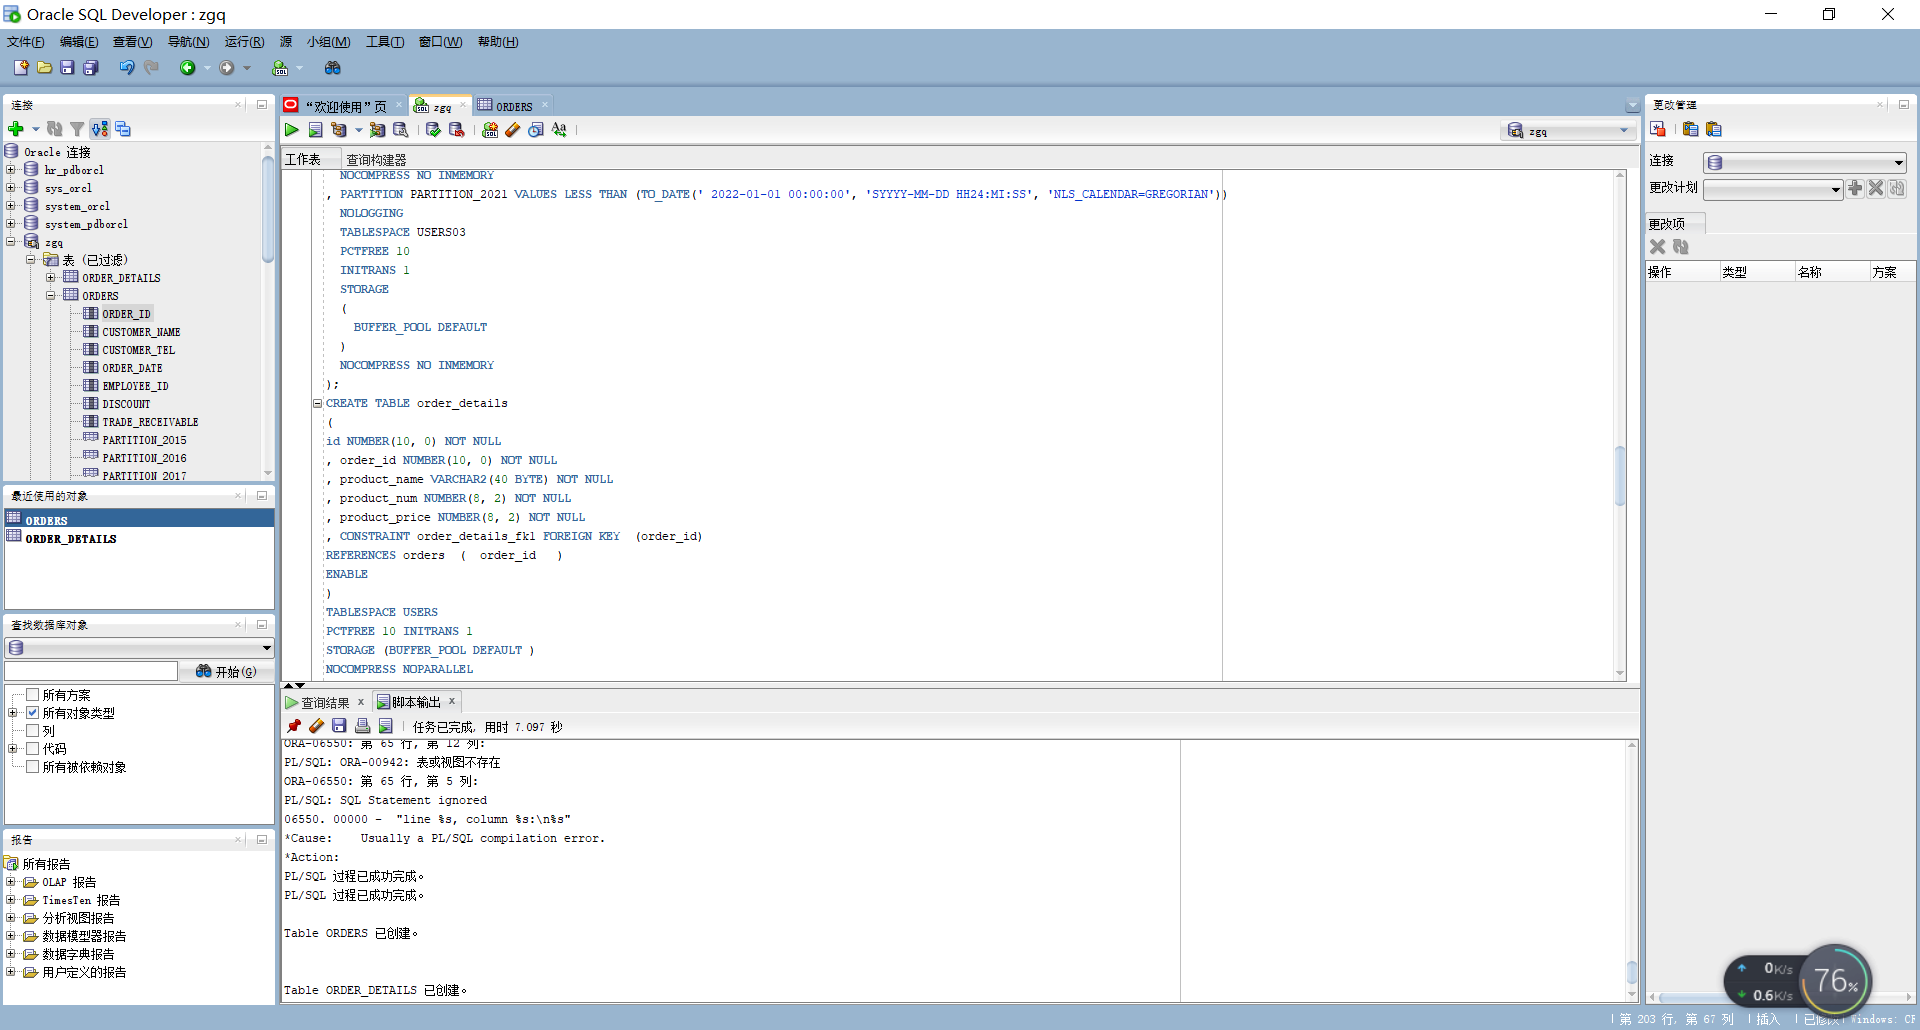 Oracle SQL Developer : zgq
文件(F) 编辑(E) 查看(V) 导航(N) 运行(R) 源 小组(M) 工具(T) 窗口(W) 帮助(H)
连接
Oracle 连接
hr_pdborcl
sys_orcl
system_orcl
system_pdborcl
zgq
表 (已过滤)
ORDER_DETAILS
ORDERS
ORDER_ID
CUSTOMER_NAME
CUSTOMER_TEL
ORDER_DATE
EMPLOYEE_ID
DISCOUNT
TRADE_RECEIVABLE
PARTITION_2015
PARTITION_2016
PARTITION_2017
最近使用的对象
ORDERS
ORDER_DETAILS
查找数据库对象
开始(G)
所有方案
所有对象类型
列
代码
所有被依赖对象
报告
所有报告
OLAP 报告
TimesTen 报告
分析视图报告
数据模型器报告
数据字典报告
用户定义的报告
“欢迎使用”页 zgq ORDERS
zgq
工作表 查询构建器
NOCOMPRESS NO INMEMORY
, PARTITION PARTITION_2021 VALUES LESS THAN (TO_DATE(' 2022-01-01 00:00:00', 'SYYYY-MM-DD HH24:MI:SS', 'NLS_CALENDAR=GREGORIAN'))
NOLOGGING
TABLESPACE USERS03
PCTFREE 10
INITRANS 1
STORAGE
(
BUFFER_POOL DEFAULT
)
NOCOMPRESS NO INMEMORY
);
CREATE TABLE order_details
(
id NUMBER(10, 0) NOT NULL
, order_id NUMBER(10, 0) NOT NULL
, product_name VARCHAR2(40 BYTE) NOT NULL
, product_num NUMBER(8, 2) NOT NULL
, product_price NUMBER(8, 2) NOT NULL
, CONSTRAINT order_details_fk1 FOREIGN KEY  (order_id)
REFERENCES orders  (  order_id   )
ENABLE
)
TABLESPACE USERS
PCTFREE 10 INITRANS 1
STORAGE (BUFFER_POOL DEFAULT )
NOCOMPRESS NOPARALLEL
查询结果 x 脚本输出 x
任务已完成, 用时 7.097 秒
ORA-06550: 第 65 行, 第 12 列:
PL/SQL: ORA-00942: 表或视图不存在
ORA-06550: 第 65 行, 第 5 列:
PL/SQL: SQL Statement ignored
06550. 00000 -  "line %s, column %s:\n%s"
*Cause:    Usually a PL/SQL compilation error.
*Action:
PL/SQL 过程已成功完成。
PL/SQL 过程已成功完成。
Table ORDERS 已创建。
Table ORDER_DETAILS 已创建。
更改管理
连接
更改计划
更改项
操作 类型 名称 方案
0K/s
0.6K/s
76%
第 203 行, 第 67 列 插入 已修改 Windows: CF